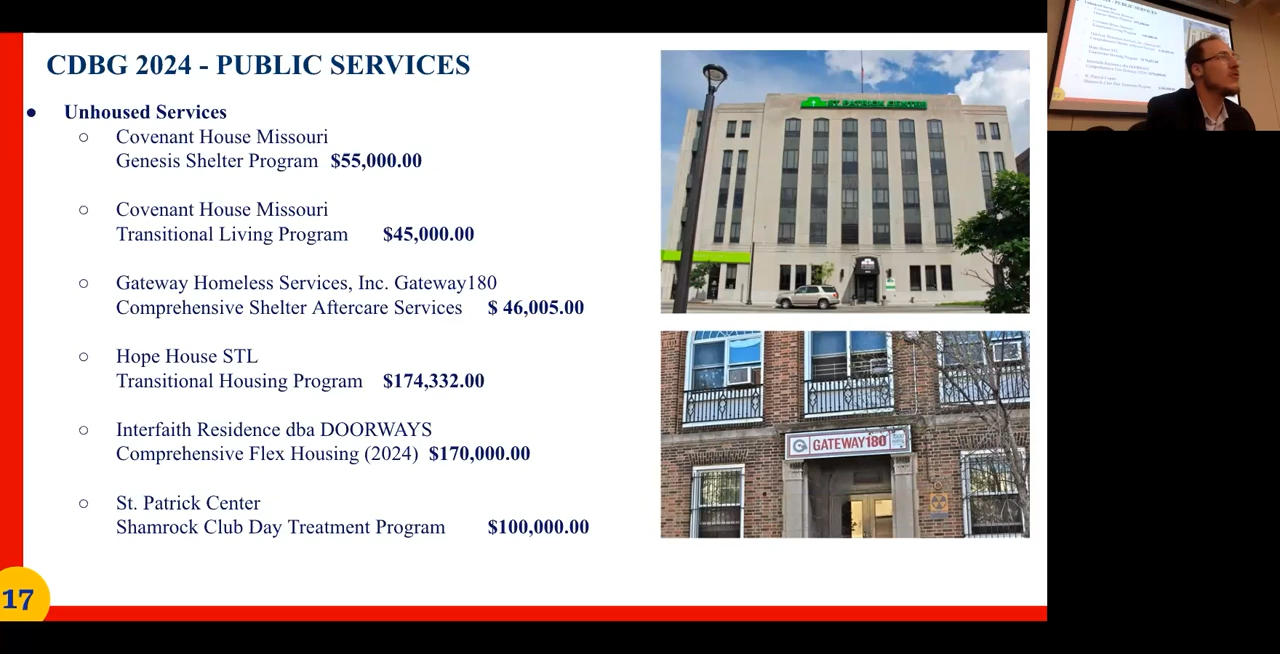 CDBG 2024 - PUBLIC SERVICES
● Unhoused Services
○ Covenant House Missouri
Genesis Shelter Program $55,000.00
○ Covenant House Missouri
Transitional Living Program $45,000.00
○ Gateway Homeless Services, Inc. Gateway180
Comprehensive Shelter Aftercare Services $ 46,005.00
○ Hope House STL
Transitional Housing Program $174,332.00
○ Interfaith Residence dba DOORWAYS
Comprehensive Flex Housing (2024) $170,000.00
○ St. Patrick Center
Shamrock Club Day Treatment Program $100,000.00
17
ST PATRICK CENTER
GATEWAY180